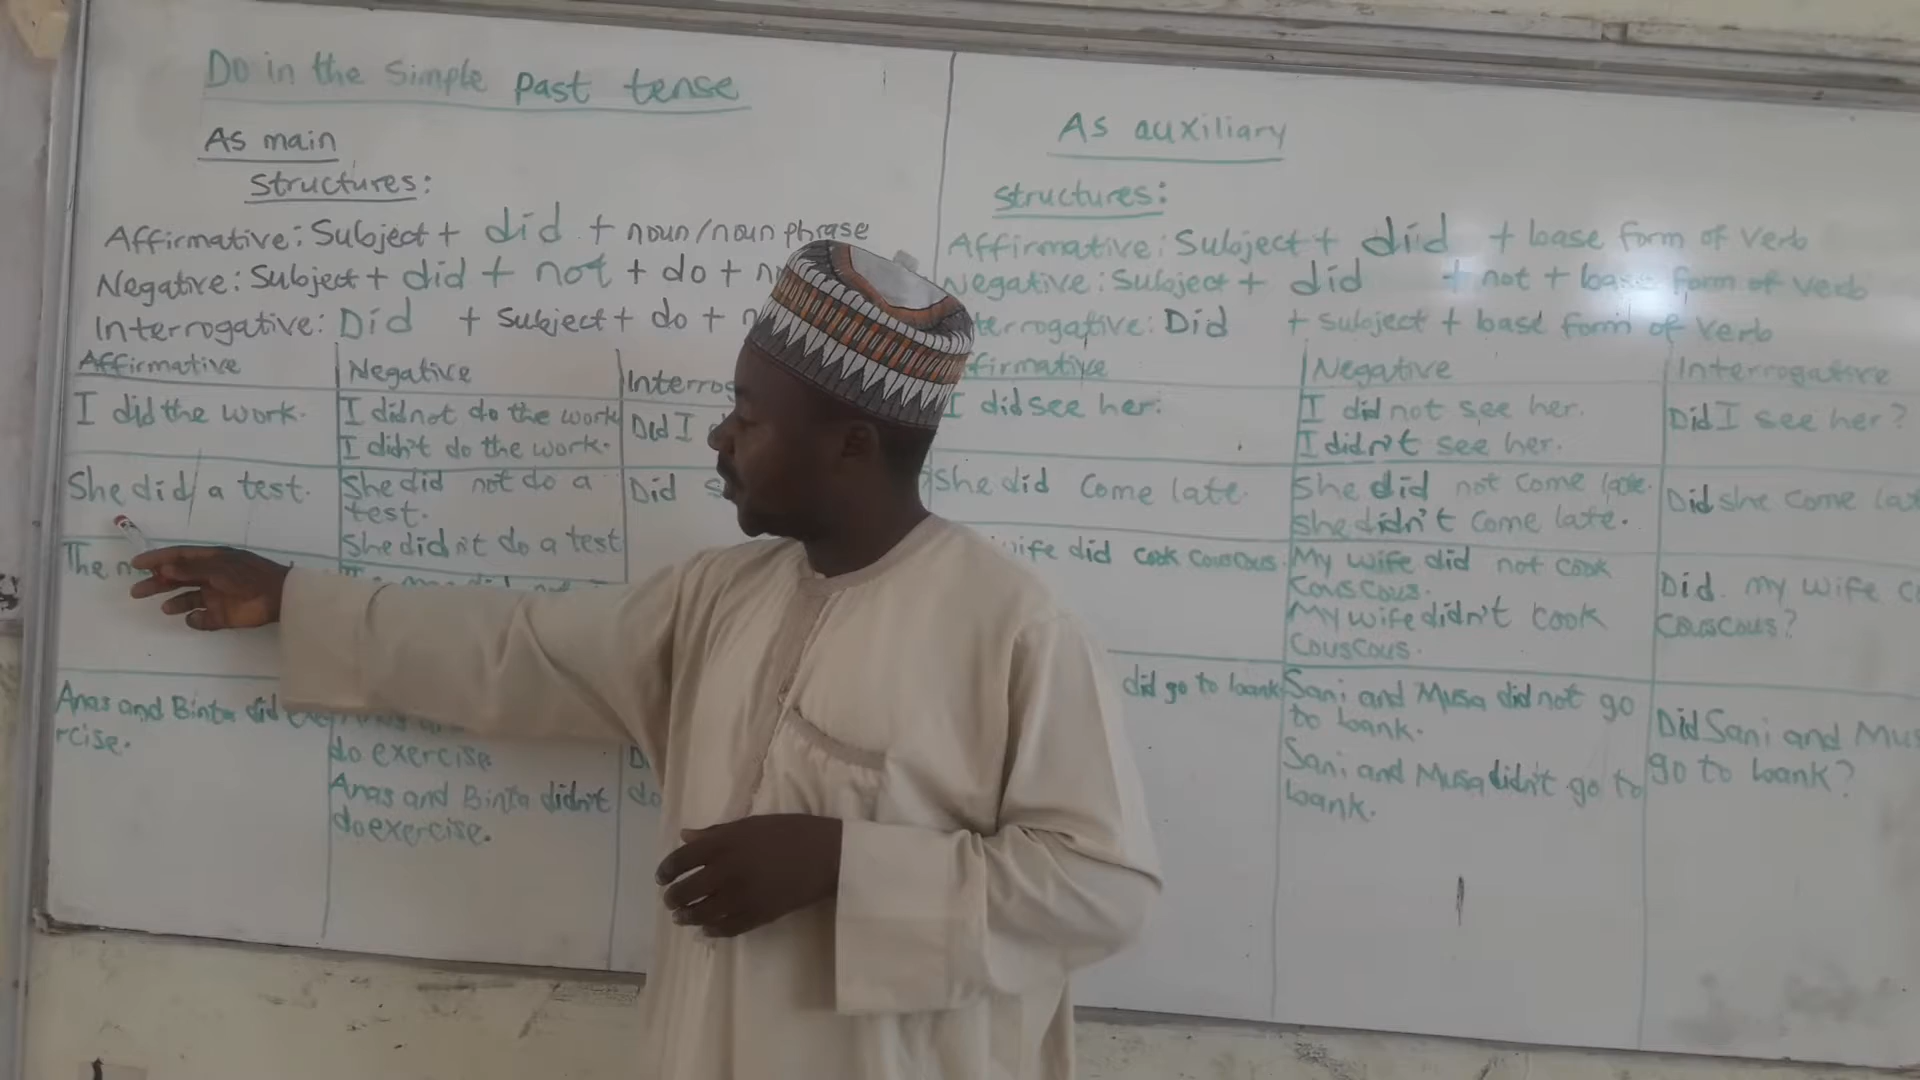 Do in the Simple Past tense
As main
Structures:
Affirmative: Subject + did + noun/noun phrase
Negative: Subject + did + not + do +
Interrogative: Did + Subject + do +
Affirmative Negative
I did the work. I did not do the work
I didn't do the work. Did I
She did a test. She did not do a
test.
She didn't do a test
Did
The
Anas and Binta did exe
rcise.
do exercise
Anas and Binta didn't
do exercise.
do
As auxiliary
Structures:
Affirmative: Subject + did + base form of verb
Negative: Subject + did + not + base form of verb
Did + subject + base form of verb
Negative Interrogative
I did see her. I did not see her.
I didn't see her.
Did I see her?
She did come late. She did not come late.
She didn't come late.
Did she come
did cook couscous. My wife did not cook
Kouscous.
My wife didn't cook
Couscous.
Did my wife
couscous?
did go to bank Sani and Musa did not go
to bank.
Sani and Musa didn't go to
bank.
Did Sani and
go to bank?